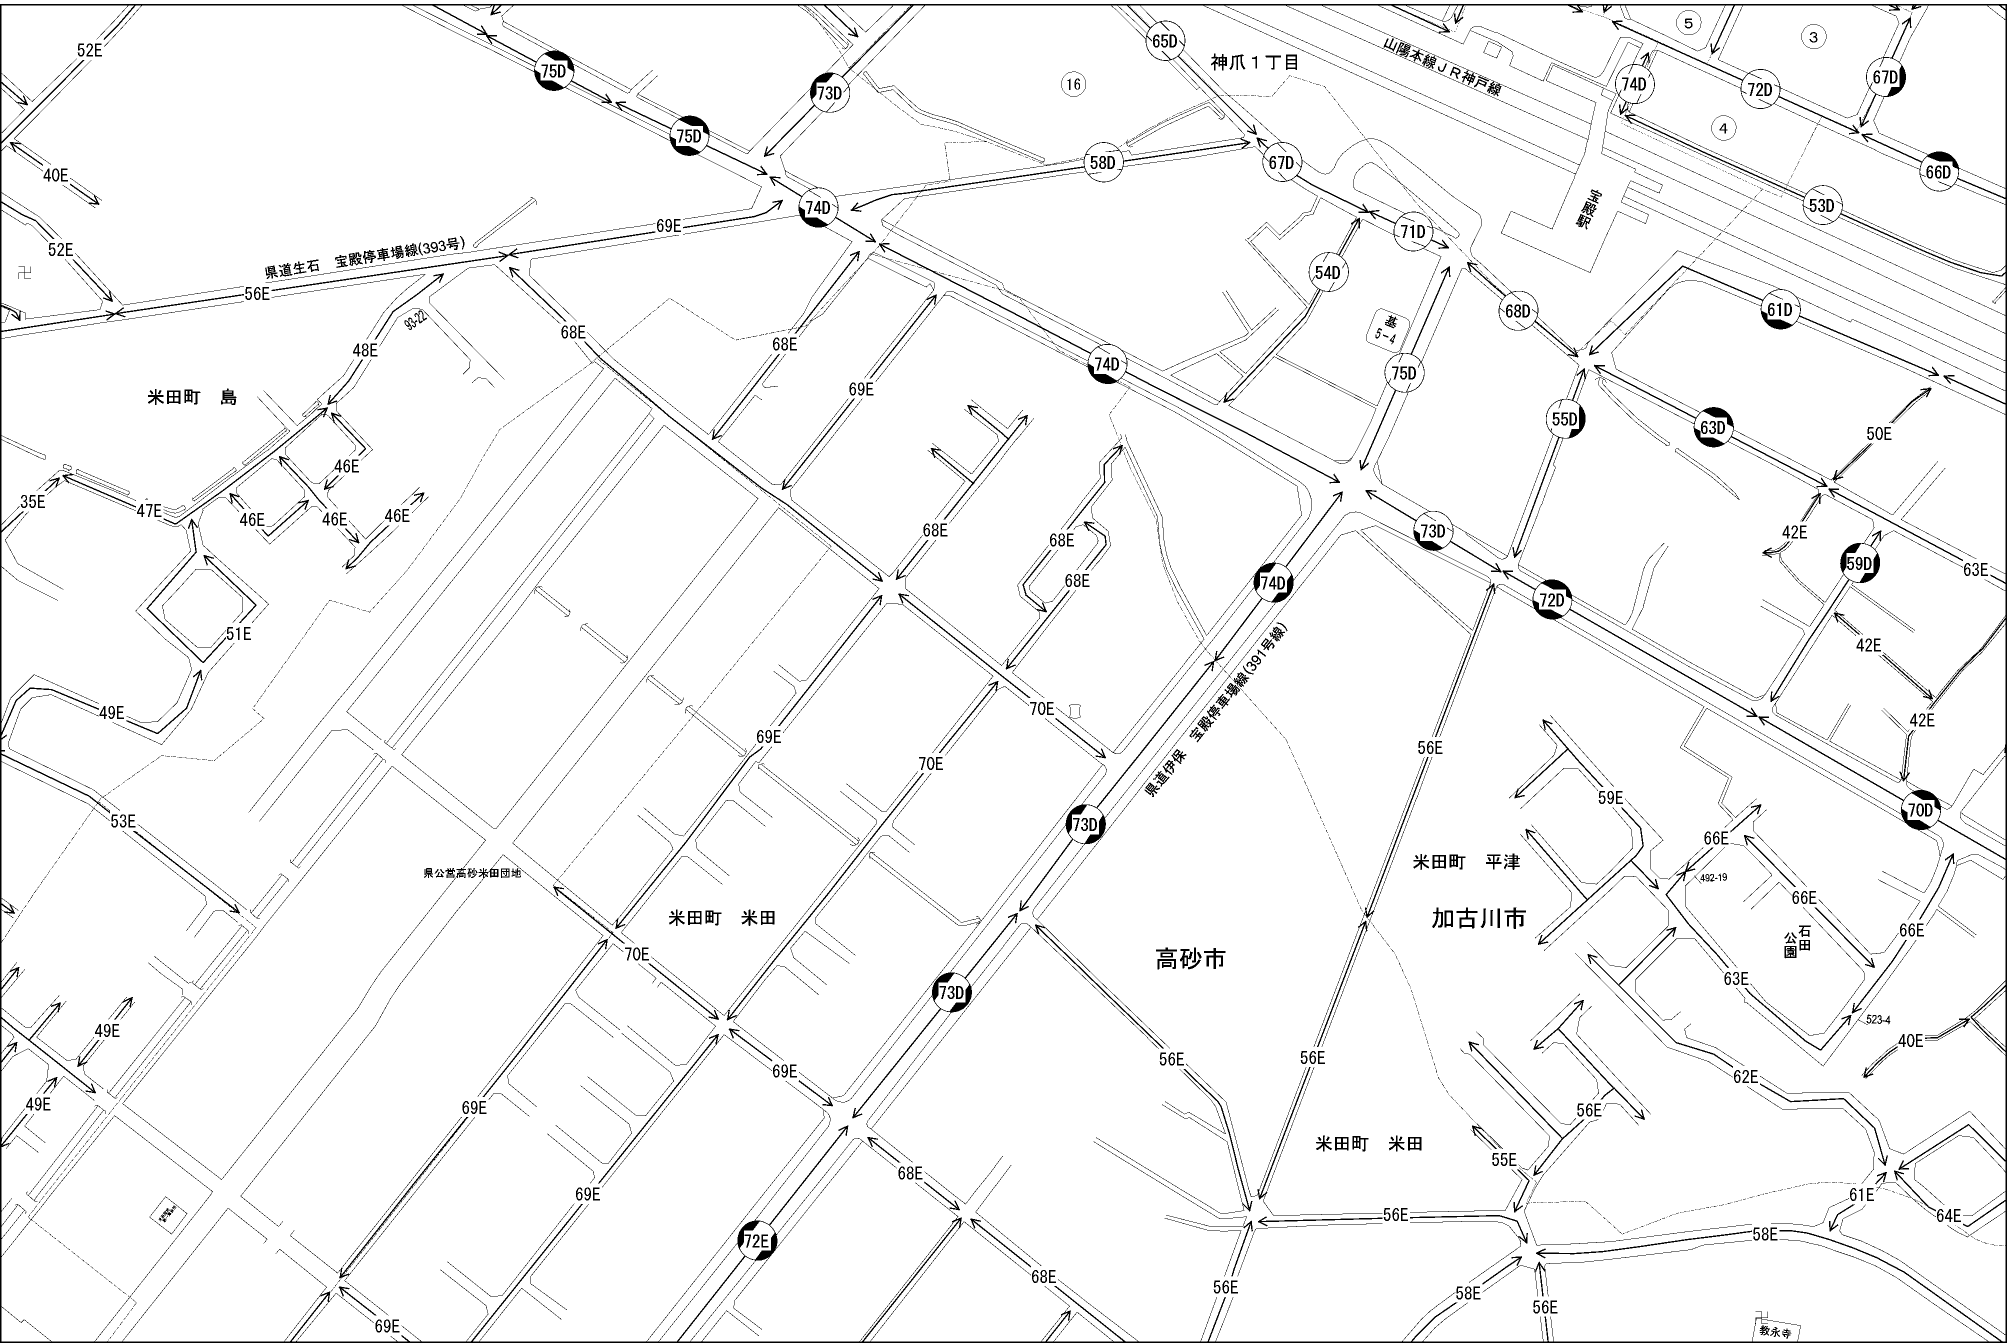 52E
75D
73D
65D
神爪1丁目
山陽本線JR神戸線
5
3
74D
72D
67D
16
4
75D
40E
58D
67D
66D
74D
69E
53D
宝殿駅
71D
52E
県道生石 宝殿停車場線(393号)
卍
56E
54D
68D
61D
93-22
基
5-4
68E
68E
48E
74D
75D
69E
米田町 島
55D
63D
50E
46E
35E
47E
46E
46E
46E
68E
68E
73D
42E
59D
63E
68E
74D
72D
51E
42E
49E
70E
69E
県道伊保 宝殿停車場線(391号線)
42E
56E
70E
59E
70D
53E
73D
66E
米田町 平津
県公営高砂米田団地
492-19
66E
米田町 米田
加古川市
66E
石田
公園
70E
高砂市
63E
73D
523-4
49E
40E
56E
56E
69E
62E
49E
69E
56E
米田町 米田
55E
68E
69E
61E
56E
64E
72E
58E
68E
56E
58E
56E
69E
卍
教永寺